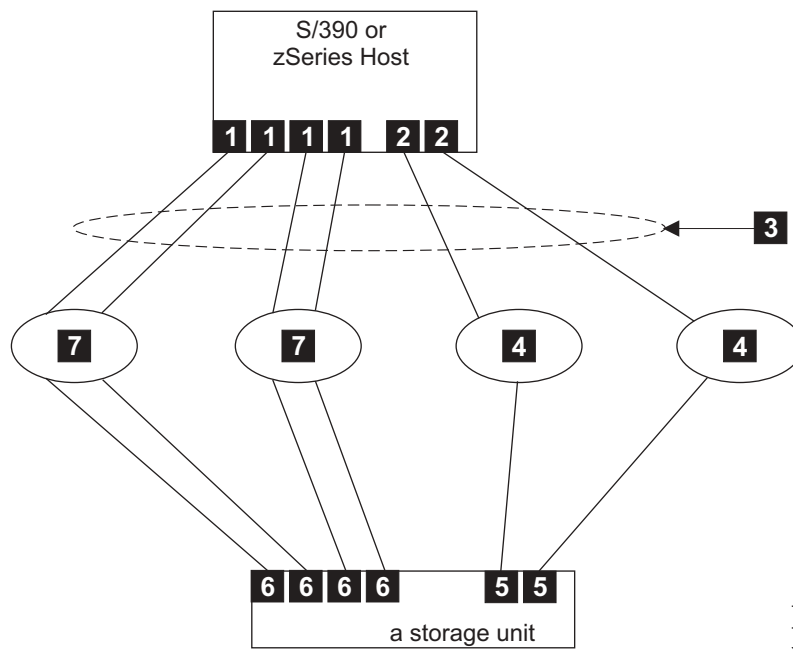 S/390 or
zSeries Host
1 1 1 1 2 2
3
7 7 4 4
6 6 6 6 5 5
a storage unit